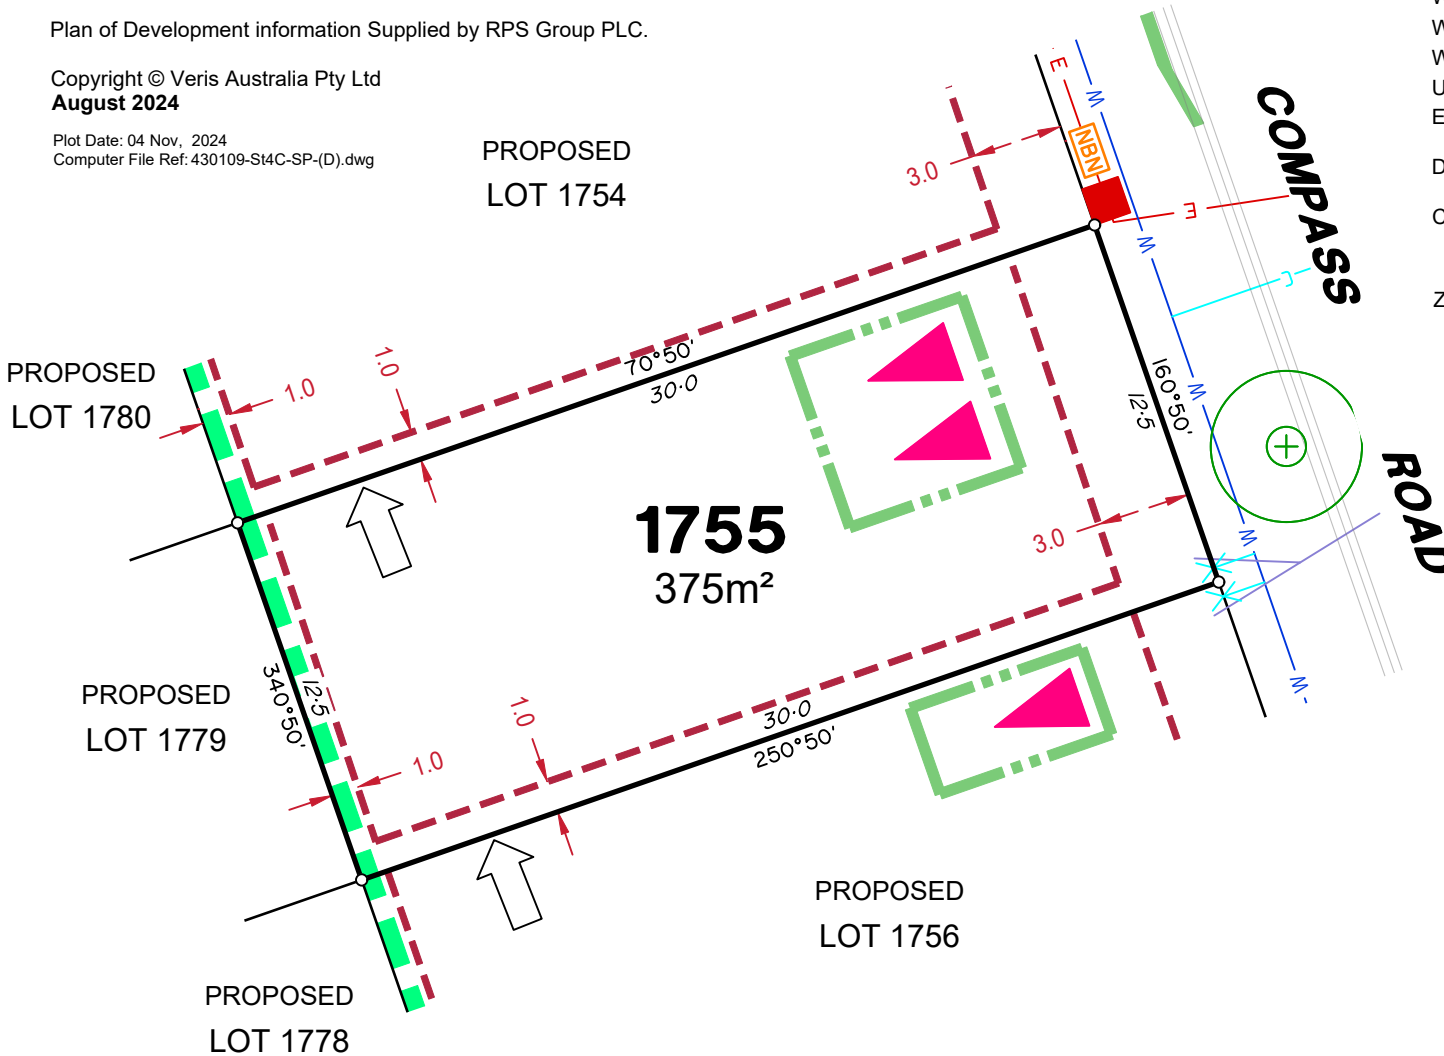 Plan of Development information Supplied by RPS Group PLC.
Copyright © Veris Australia Pty Ltd
August 2024
Plot Date: 04 Nov, 2024
Computer File Ref: 430109-St4C-SP-(D).dwg
PROPOSED
LOT 1754
3.0
E
W
NBN
E
W
C
COMPASS
ROAD
W
U
E
D
Z
PROPOSED
LOT 1780
1.0
1.0
70°50'
30·0
160°50'
12·5
W
W
W
3.0
1755
375m²
PROPOSED
LOT 1779
340°50'
12·5
1.0
1.0
30·0
250°50'
PROPOSED
LOT 1756
PROPOSED
LOT 1778